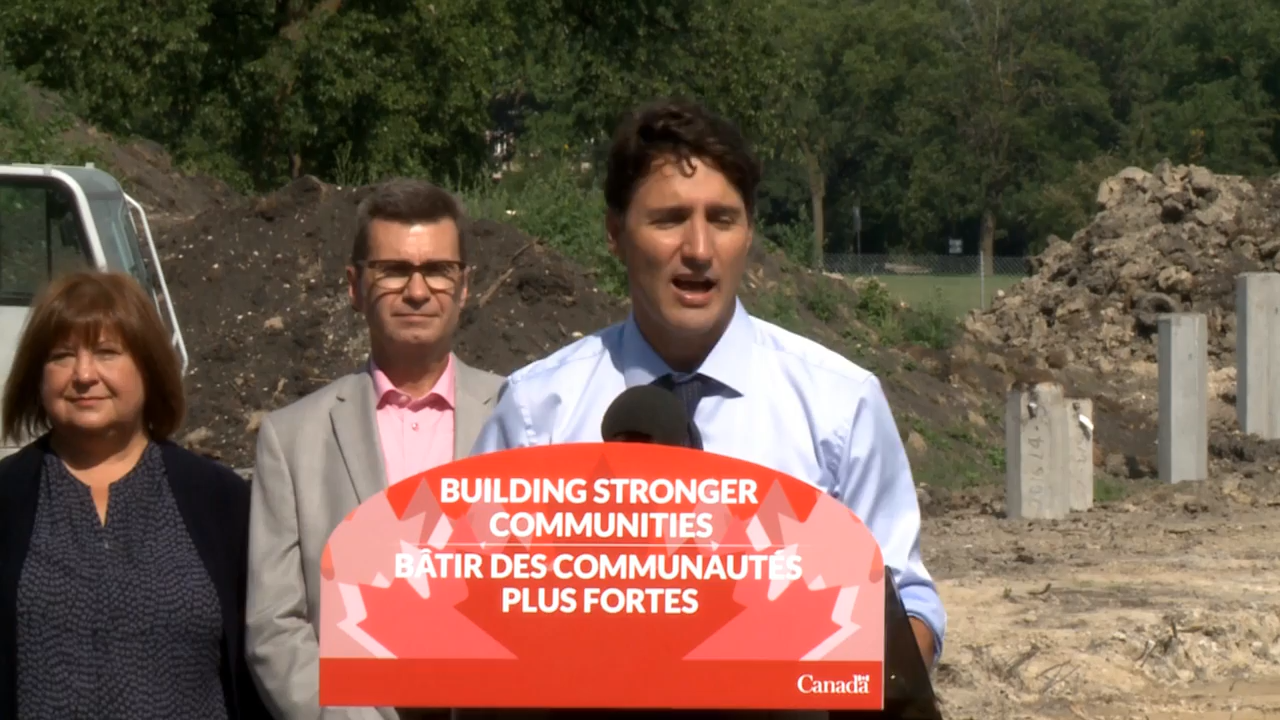 BUILDING STRONGER
COMMUNITIES
BÂTIR DES COMMUNAUTÉS
PLUS FORTES
Canada